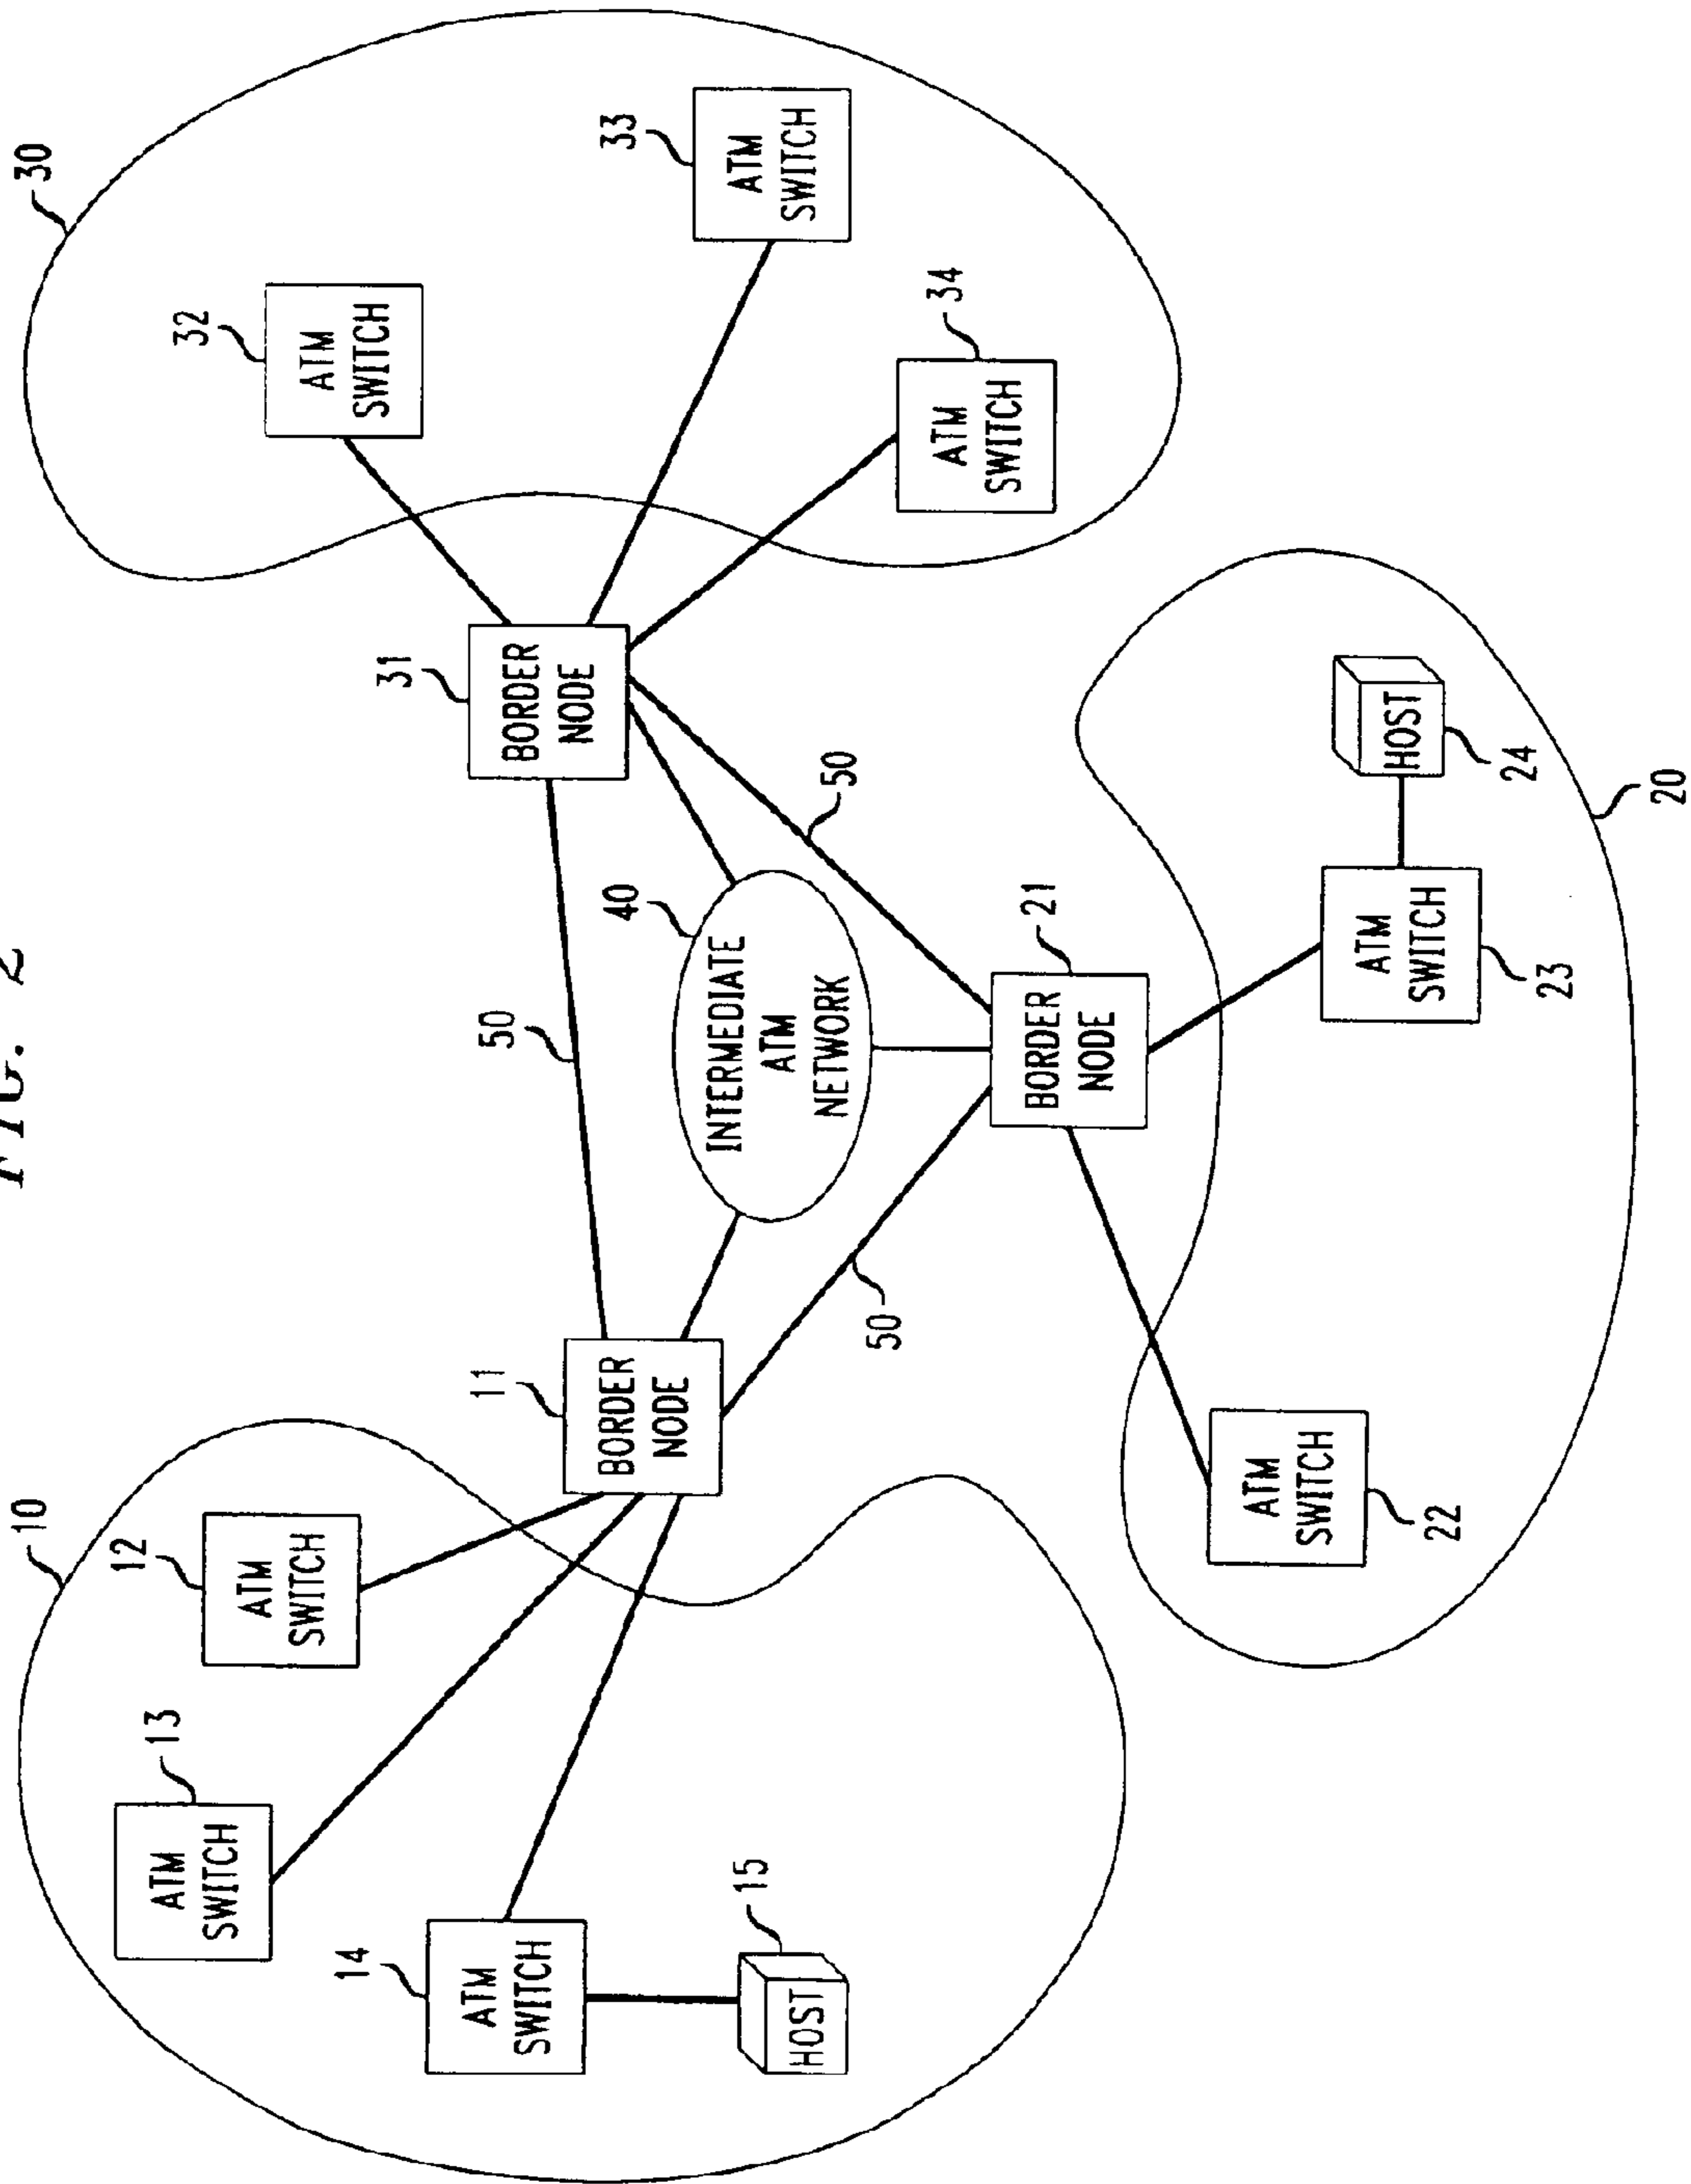 FIG. 2
10
12
ATM
SWITCH
13
ATM
SWITCH
14
ATM
SWITCH
15
HOST
11
BORDER
NODE
50
40
INTERMEDIATE
ATM
NETWORK
50
50
31
BORDER
NODE
30
32
ATM
SWITCH
33
ATM
SWITCH
34
ATM
SWITCH
21
BORDER
NODE
ATM
SWITCH
22
ATM
SWITCH
23
HOST
24
20